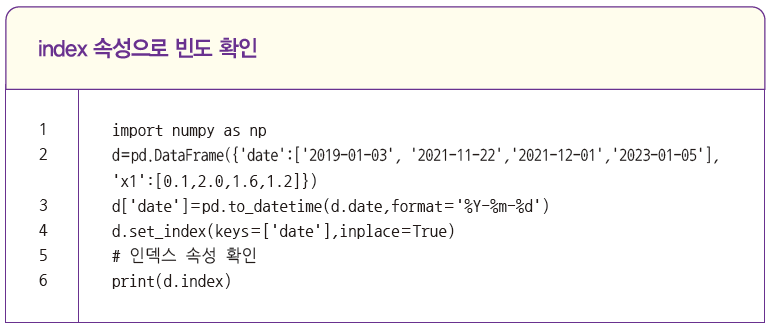 index 속성으로 빈도 확인
1 import numpy as np
2 d=pd.DataFrame({'date':['2019-01-03', '2021-11-22','2021-12-01','2023-01-05'],
'x1':[0.1,2.0,1.6,1.2]})
3 d['date']=pd.to_datetime(d.date,format='%Y-%m-%d')
4 d.set_index(keys=['date'],inplace=True)
5 # 인덱스 속성 확인
6 print(d.index)